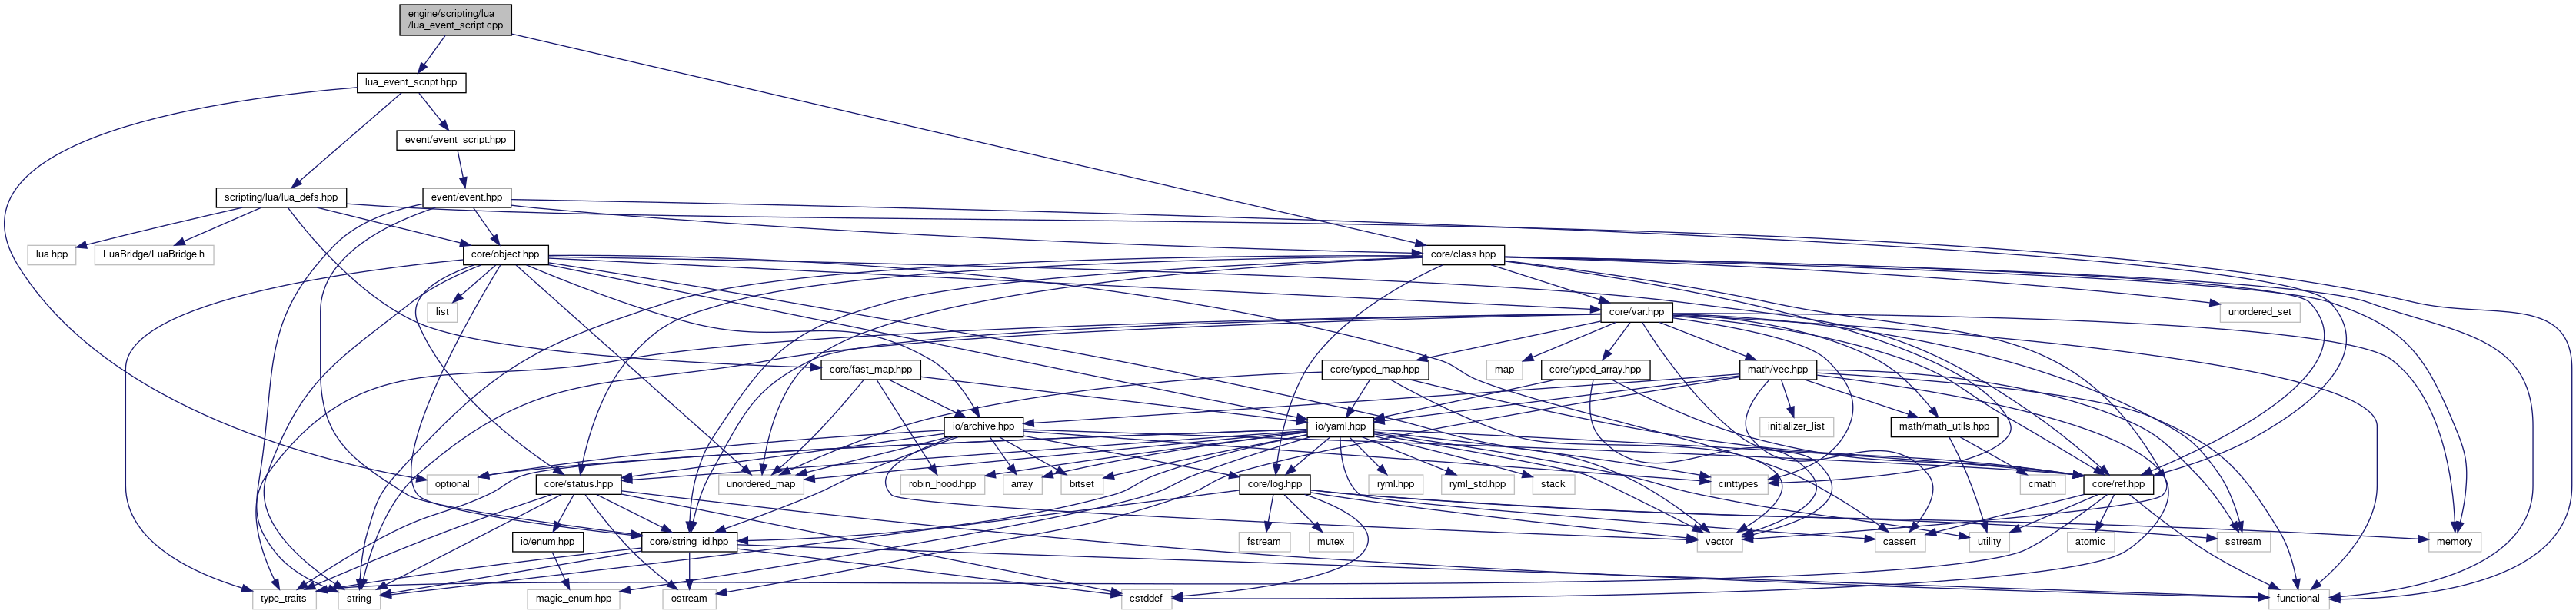 engine/scripting/lua
/lua_event_script.cpp
lua_event_script.hpp
event/event_script.hpp
scripting/lua/lua_defs.hpp
event/event.hpp
lua.hpp
LuaBridge/LuaBridge.h
core/object.hpp
core/class.hpp
list
core/var.hpp
unordered_set
core/fast_map.hpp
core/typed_map.hpp
map
core/typed_array.hpp
math/vec.hpp
io/archive.hpp
io/yaml.hpp
initializer_list
math/math_utils.hpp
optional
core/status.hpp
unordered_map
robin_hood.hpp
array
bitset
core/log.hpp
ryml.hpp
ryml_std.hpp
stack
cinttypes
cmath
core/ref.hpp
io/enum.hpp
core/string_id.hpp
fstream
mutex
vector
cassert
utility
atomic
sstream
memory
type_traits
string
magic_enum.hpp
ostream
cstddef
functional